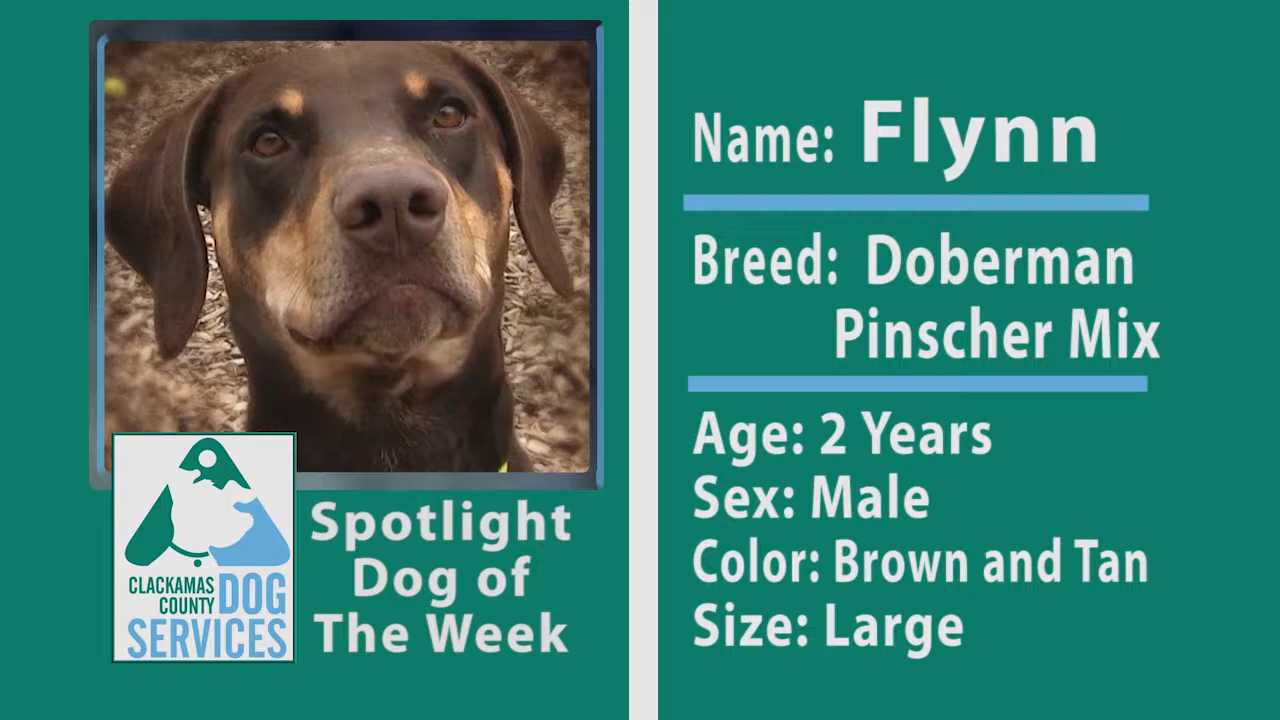 CLACKAMAS
COUNTY DOG
SERVICES
Spotlight
Dog of
The Week
Name: Flynn
Breed: Doberman
Pinscher Mix
Age: 2 Years
Sex: Male
Color: Brown and Tan
Size: Large